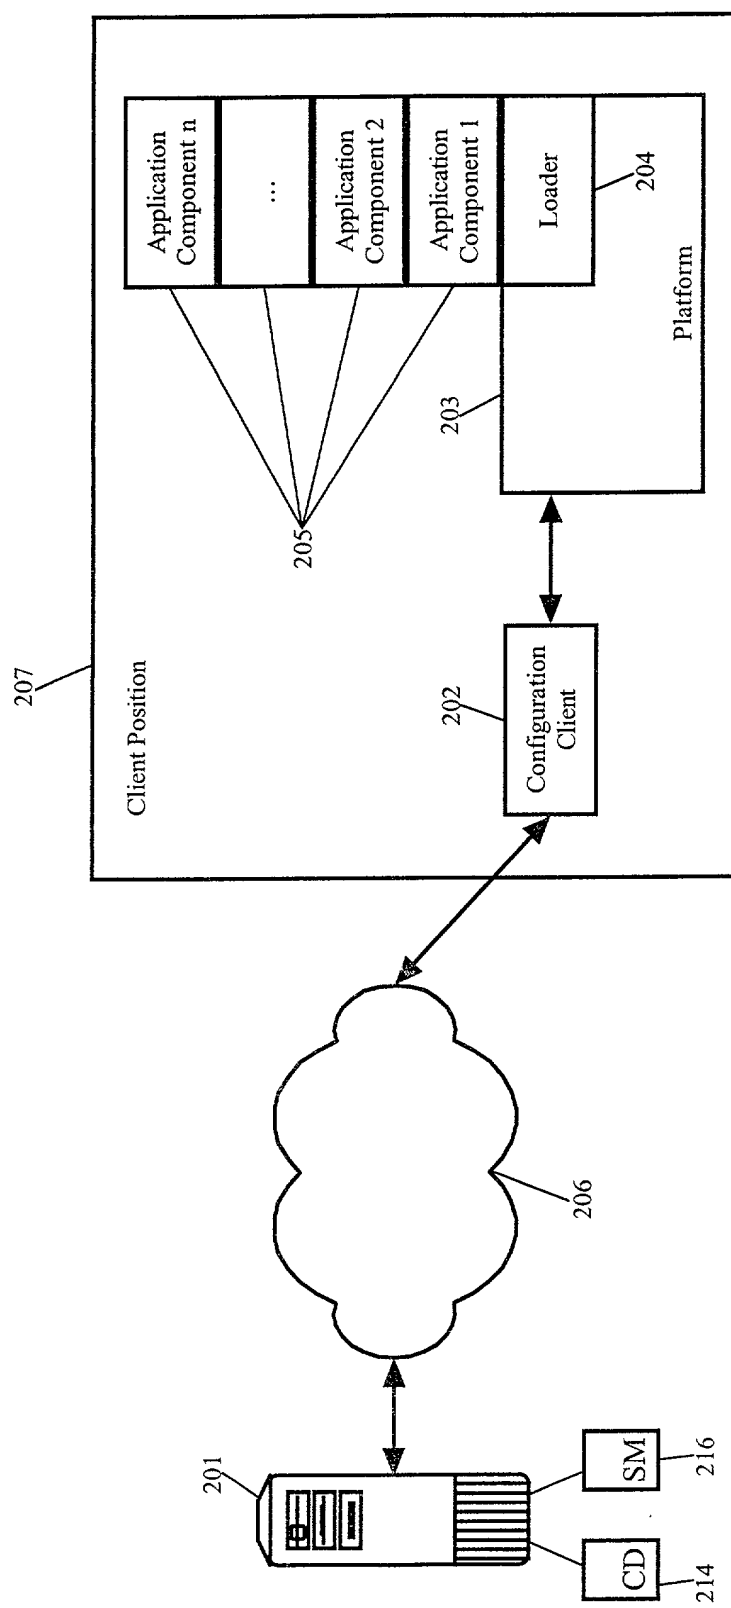 207
Client Position
Application
Component n
...
Application
Component 2
Application
Component 1
Loader
204
Platform
203
205
202
Configuration
Client
206
201
SM
216
CD
214